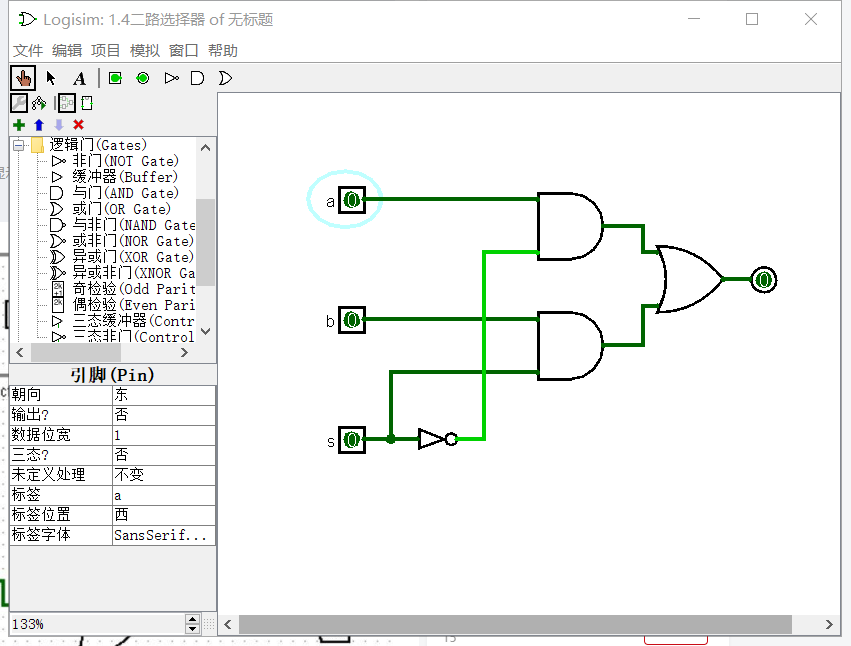 Logisim: 1.4二路选择器 of 无标题
文件 编辑 项目 模拟 窗口 帮助
A
逻辑门(Gates)
非门(NOT Gate)
缓冲器(Buffer)
与门(AND Gate)
或门(OR Gate)
与非门(NAND Gate
或非门(NOR Gate)
异或门(XOR Gate)
异或非门(XNOR Ga
奇检验(Odd Parit
偶检验(Even Pari
三态缓冲器(Contr
三态非门(Control
引脚(Pin)
朝向 东
输出? 否
数据位宽 1
三态? 否
未定义处理 不变
标签 a
标签位置 西
标签字体 SansSerif...
133%
a 0
b 0
s 0
0